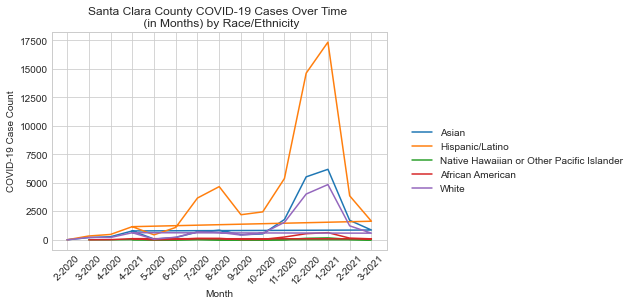 Santa Clara County COVID-19 Cases Over Time
(in Months) by Race/Ethnicity
COVID-19 Case Count
17500
15000
12500
10000
7500
5000
2500
0
2-2020
3-2020
4-2020
4-2021
5-2020
6-2020
7-2020
8-2020
9-2020
10-2020
11-2020
12-2020
1-2021
2-2021
3-2021
Month
Asian
Hispanic/Latino
Native Hawaiian or Other Pacific Islander
African American
White